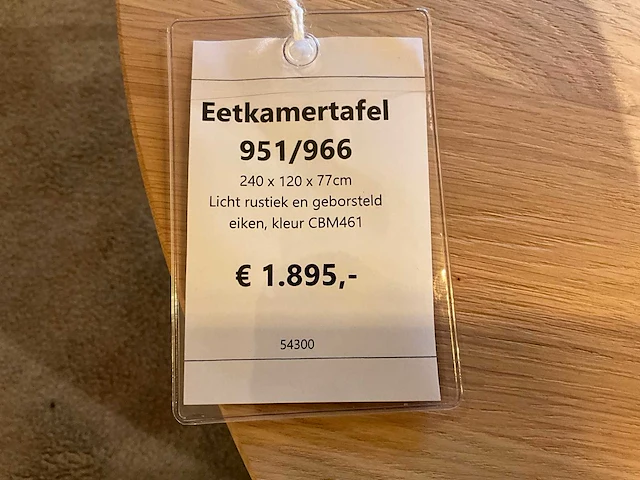 Eetkamertafel
951/966
240 x 120 x 77cm
Licht rustiek en geborsteld
eiken, kleur CBM461
€ 1.895,-
54300